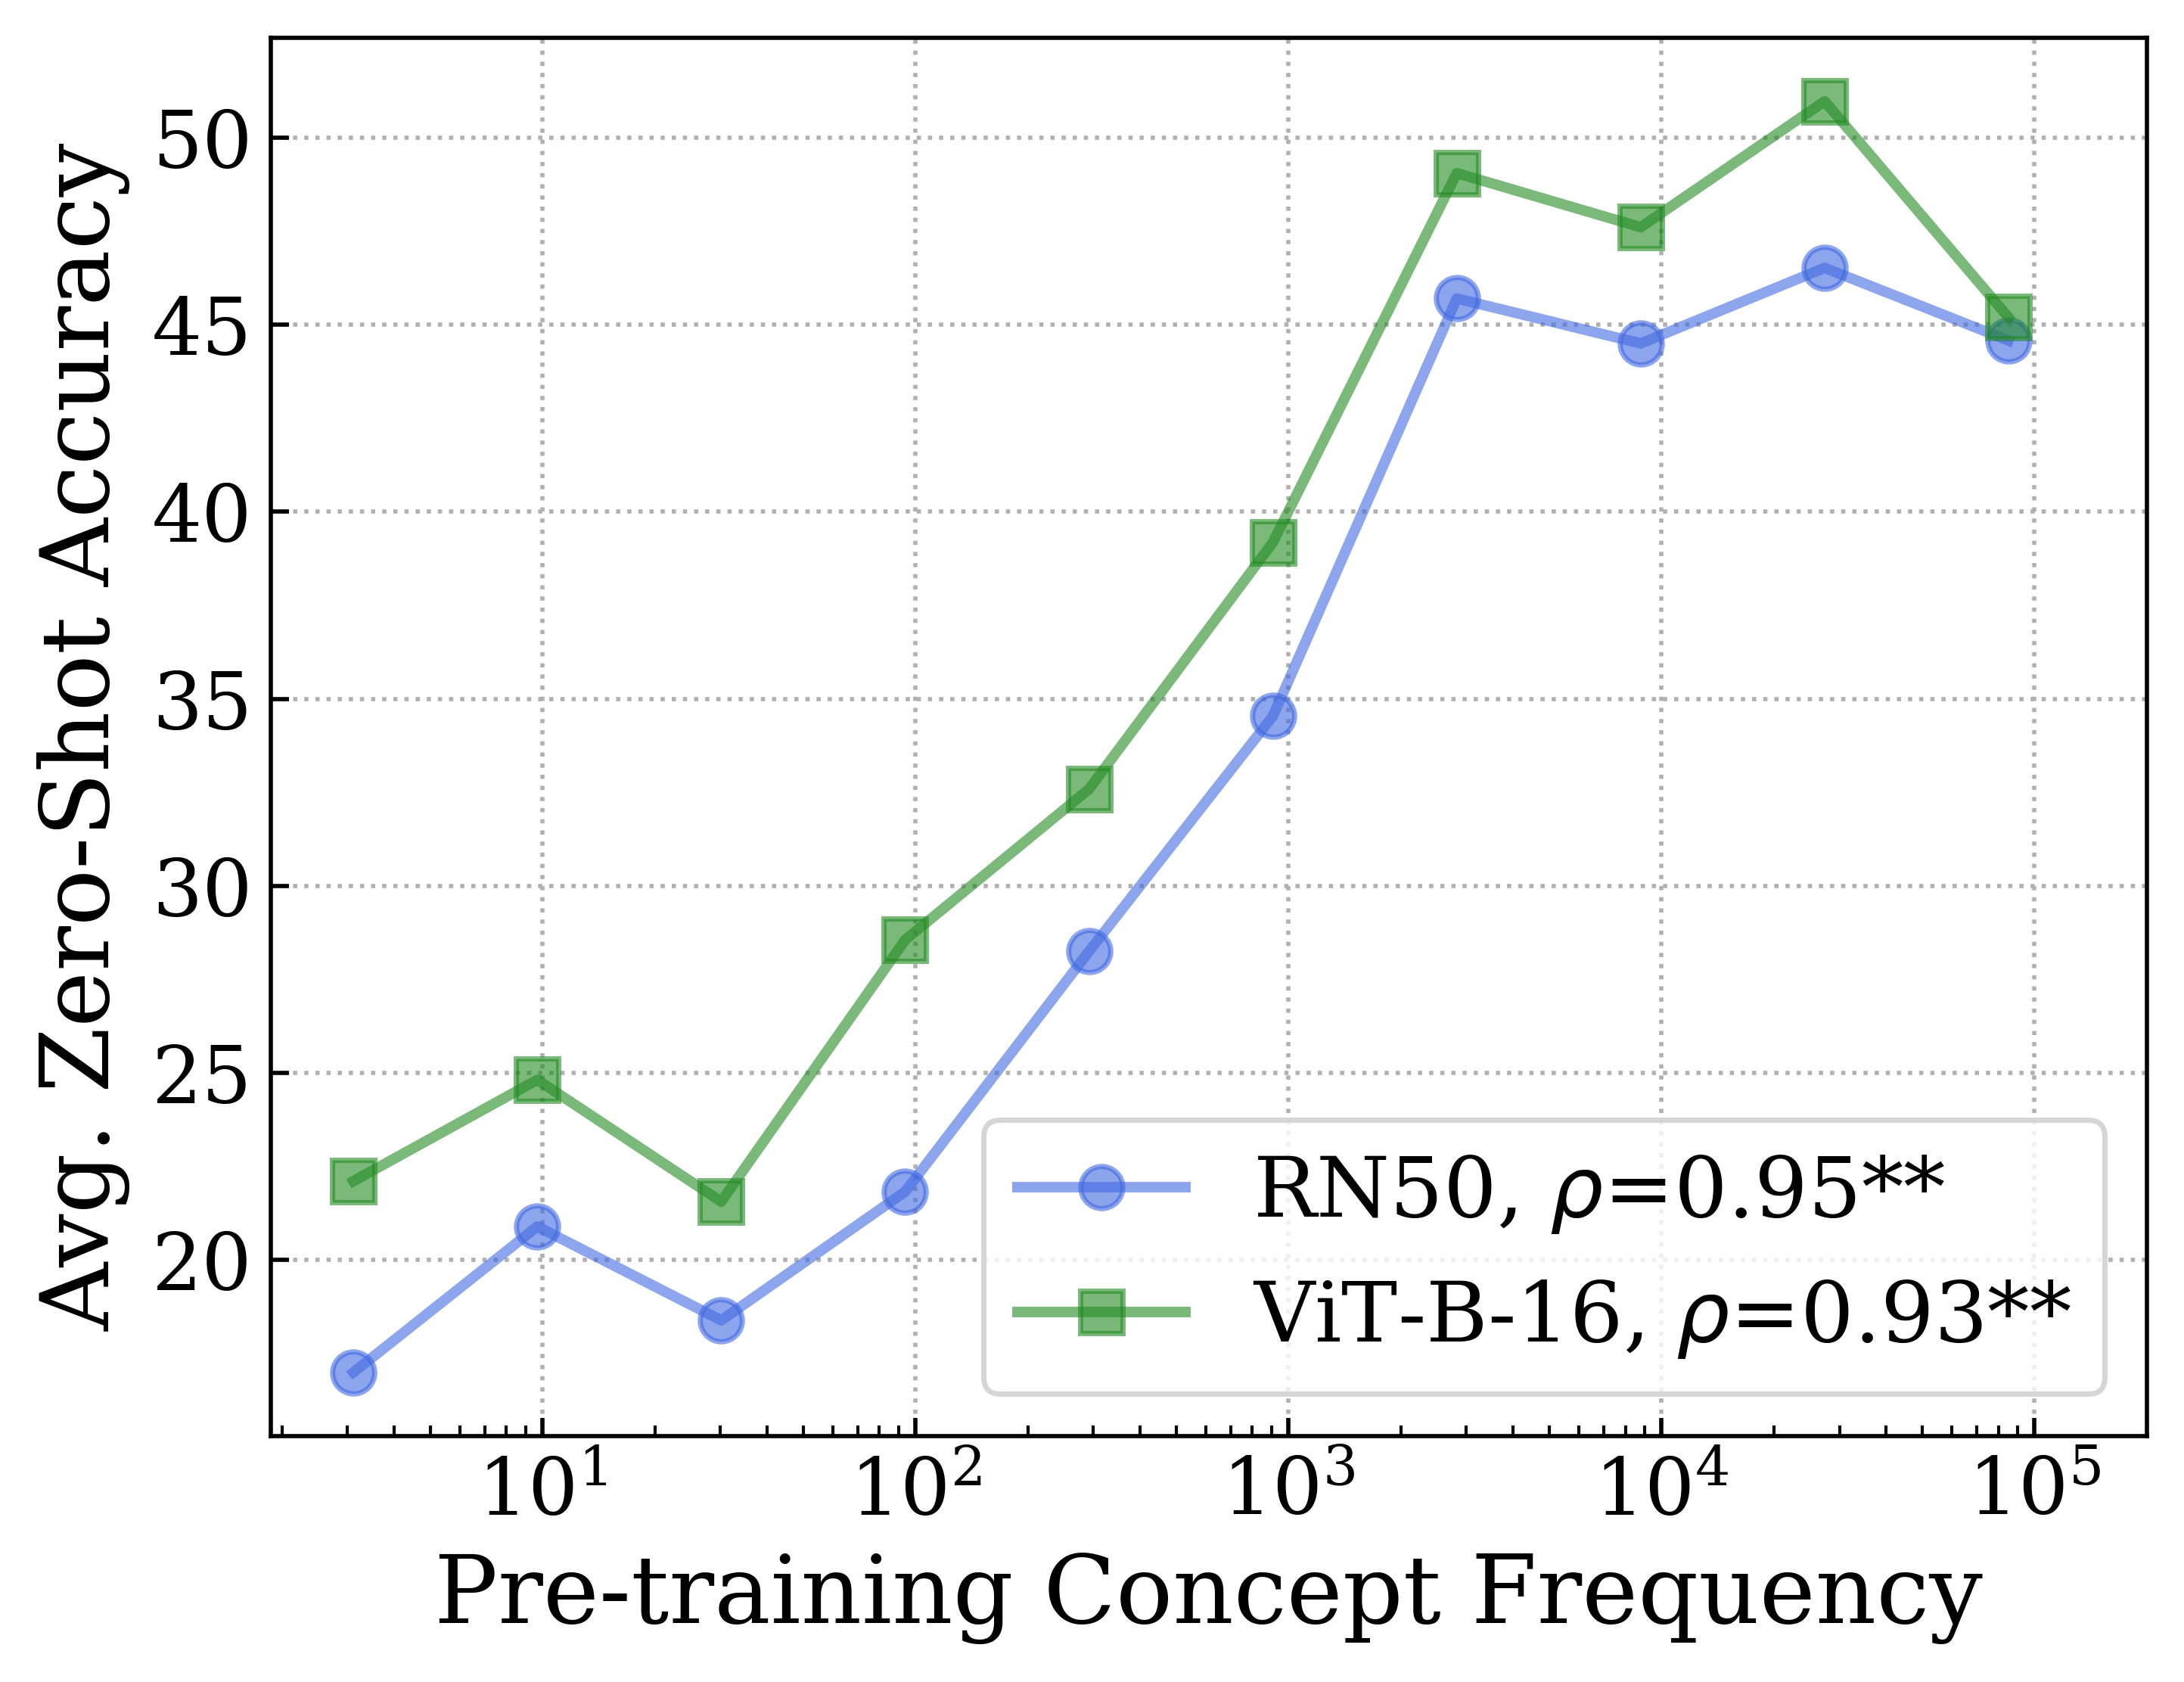 Avg. Zero-Shot Accuracy
50
45
40
35
30
25
20
RN50, ρ=0.95**
ViT-B-16, ρ=0.93**
10¹ 10² 10³ 10⁴ 10⁵
Pre-training Concept Frequency